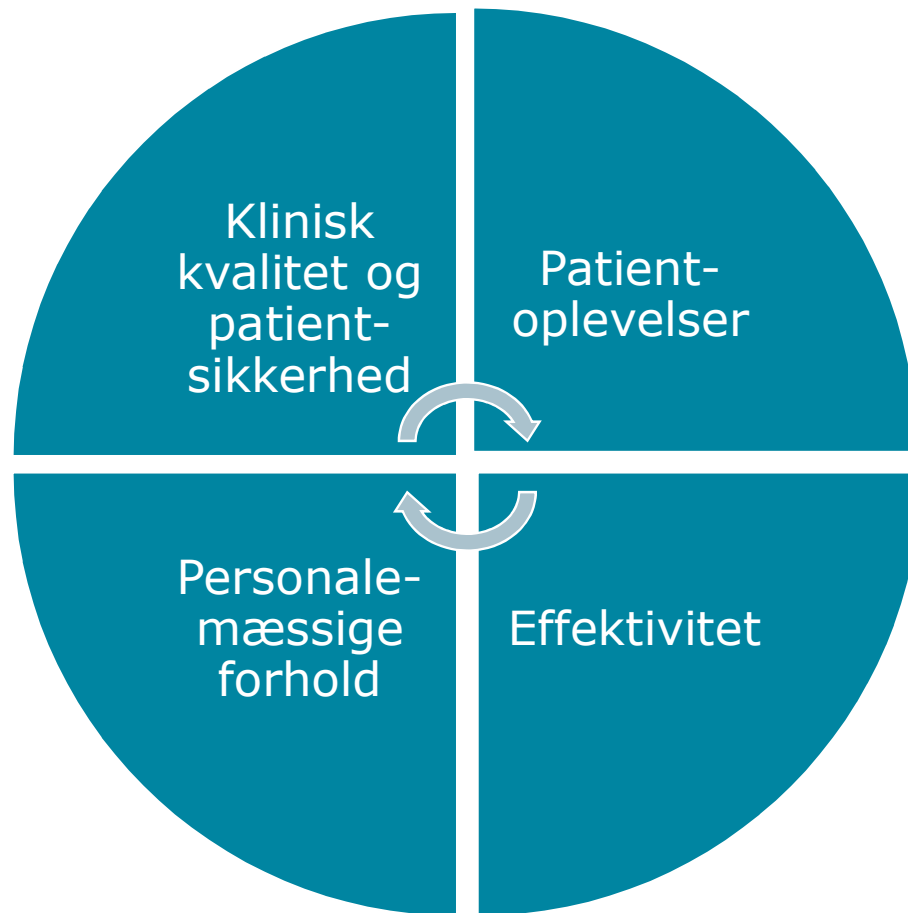 Klinisk
kvalitet og
patient-
sikkerhed
Patient-
oplevelser
Personale-
mæssige
forhold
Effektivitet